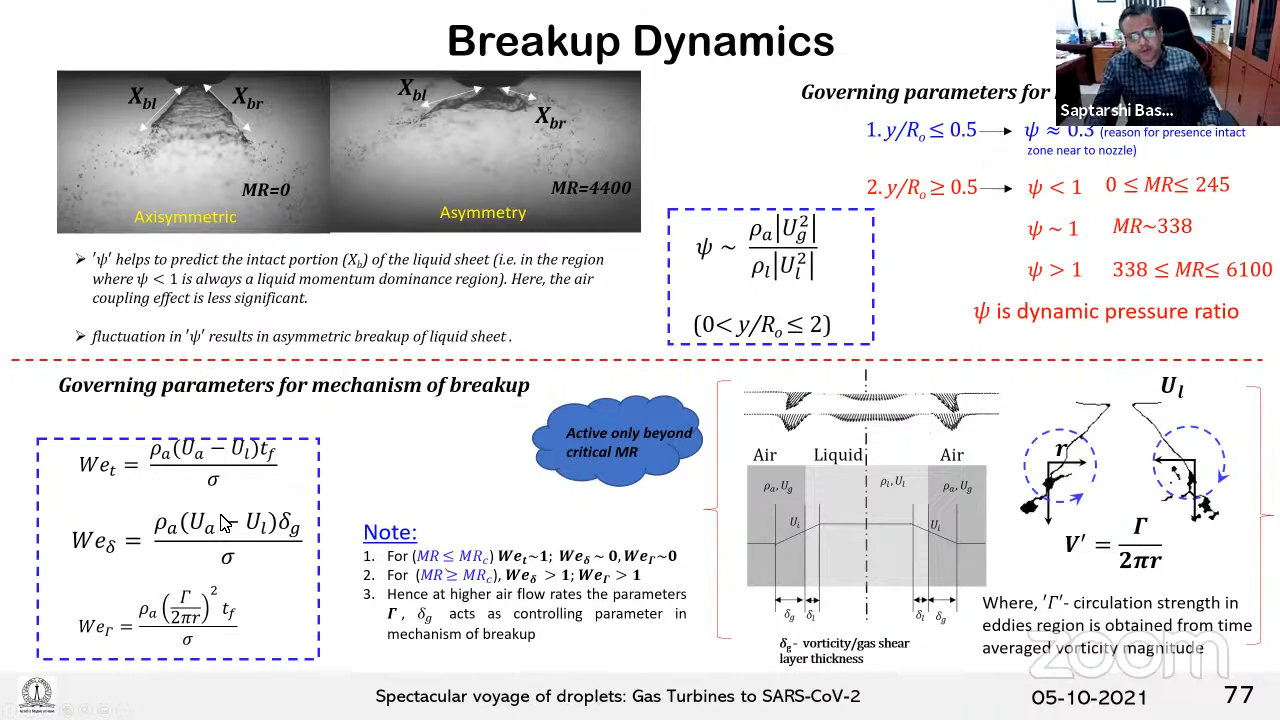 Breakup Dynamics
Saptarshi Bas...
X_bl
X_br
MR=0
Axisymmetric
X_bl
X_br
MR=4400
Asymmetry
Governing parameters for
1. y/R_o ≤ 0.5 → ψ ≈ 0.3 (reason for presence intact
zone near to nozzle)
2. y/R_o ≥ 0.5 → ψ < 1 0 ≤ MR ≤ 245
ψ ~ 1 MR~338
ψ > 1 338 ≤ MR ≤ 6100
ψ is dynamic pressure ratio
ψ ~ ρ_a|U_g^2| / ρ_l|U_l^2|
(0< y/R_o ≤ 2)
➢ 'ψ' helps to predict the intact portion (X_b) of the liquid sheet (i.e. in the region
where ψ < 1 is always a liquid momentum dominance region). Here, the air
coupling effect is less significant.
➢ fluctuation in 'ψ' results in asymmetric breakup of liquid sheet .
Governing parameters for mechanism of breakup
We_t = ρ_a(U_a − U_l)t_f / σ
We_δ = ρ_a(U_a − U_l)δ_g / σ
We_Γ = ρ_a (Γ/2πr)^2 t_f / σ
Active only beyond
critical MR
Note:
1. For (MR ≤ MR_c) We_t~1; We_δ~ 0, We_Γ~0
2. For (MR ≥ MR_c), We_δ > 1; We_Γ > 1
3. Hence at higher air flow rates the parameters
Γ , δ_g acts as controlling parameter in
mechanism of breakup
Air Liquid Air
ρ_a, U_g ρ_l, U_l ρ_a, U_g
U_i U_i
δ_g δ_l δ_l δ_g
δ_g - vorticity/gas shear
layer thickness
U_l
r
V' = Γ / 2πr
Where, 'Γ'- circulation strength in
eddies region is obtained from time
averaged vorticity magnitude
zoom
Spectacular voyage of droplets: Gas Turbines to SARS-CoV-2
05-10-2021
77